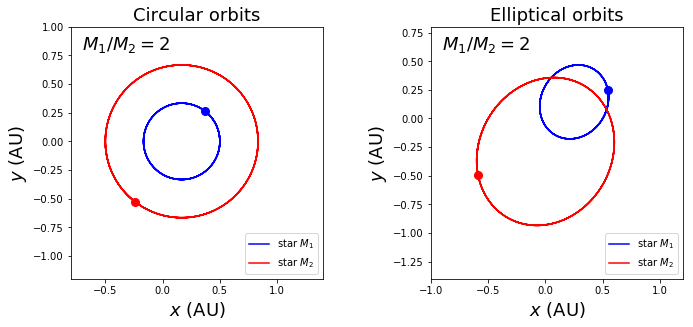 Circular orbits
M₁/M₂ = 2
y (AU)
1.00
0.75
0.50
0.25
0.00
−0.25
−0.50
−0.75
−1.00
−0.5
0.0
0.5
1.0
x (AU)
star M₁
star M₂
Elliptical orbits
M₁/M₂ = 2
y (AU)
0.75
0.50
0.25
0.00
−0.25
−0.50
−0.75
−1.00
−1.25
−1.0
−0.5
0.0
0.5
1.0
x (AU)
star M₁
star M₂